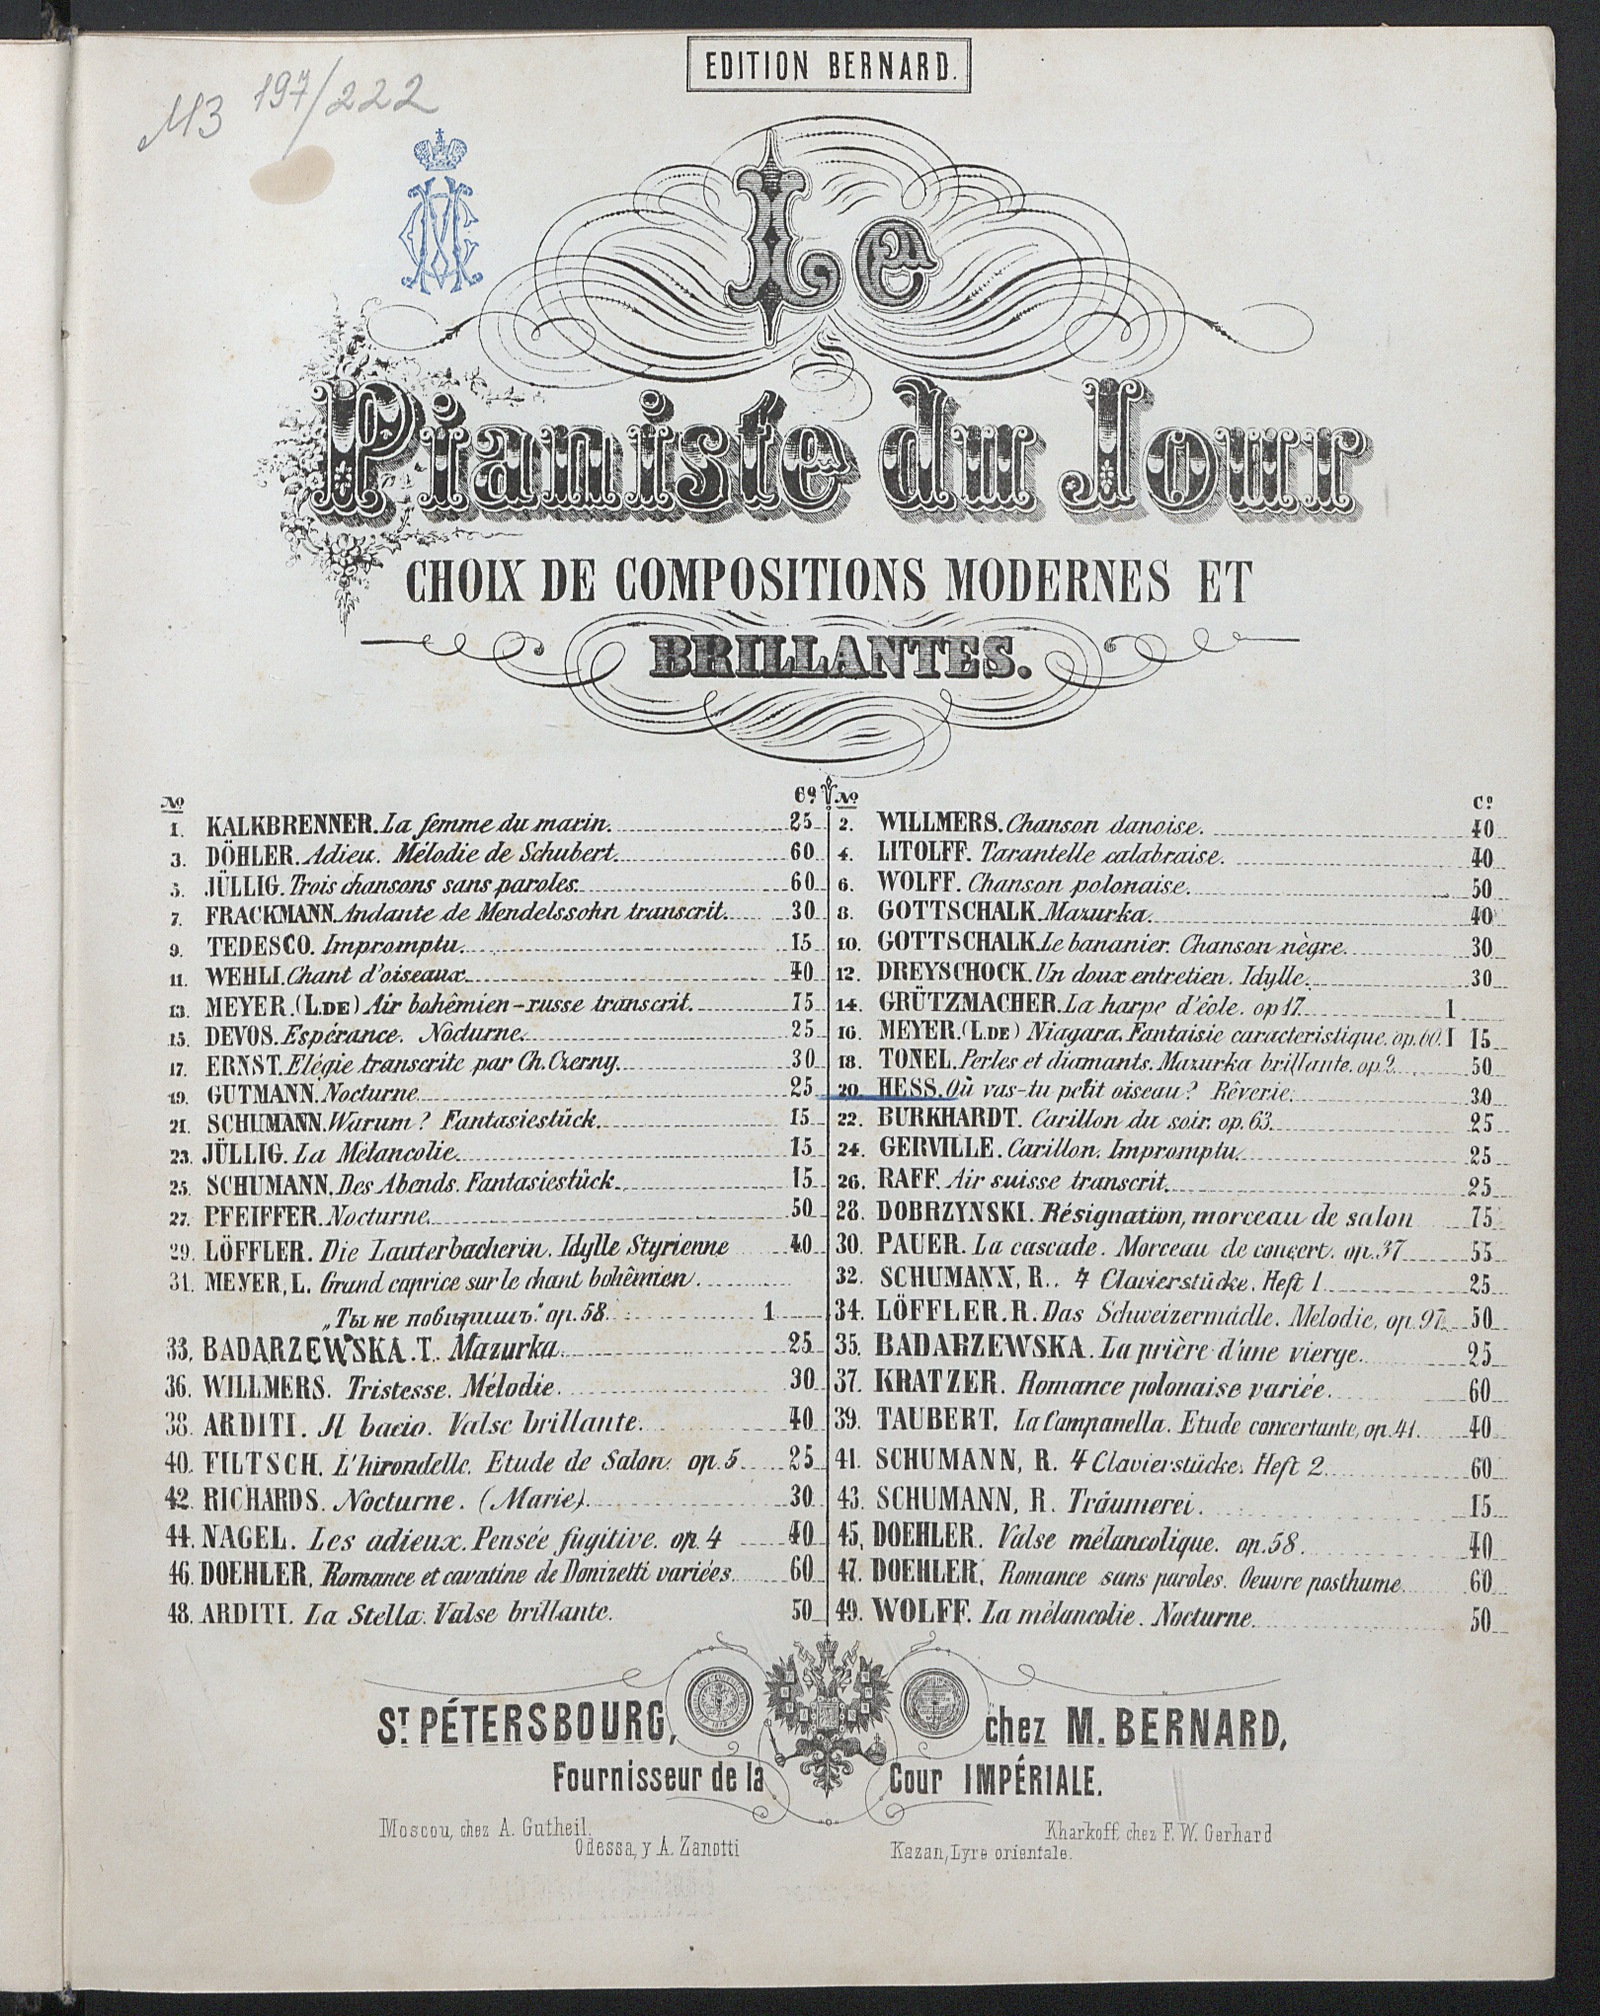 EDITION BERNARD.
МЗ 197/222
Le
Pianiste du Jour
CHOIX DE COMPOSITIONS MODERNES ET
BRILLANTES.
No Co
1. KALKBRENNER. La femme du marin. 25
3. DÖHLER. Adieu. Mélodie de Schubert. 60
5. JÜLLIG. Trois chansons sans paroles. 60
7. FRACKMANN. Andante de Mendelssohn transcrit. 30
9. TEDESCO. Impromptu. 15
11. WEHLI. Chant d'oiseaux. 40
13. MEYER. (L. DE) Air bohêmien-russe transcrit. 75
15. DEVOS. Espérance. Nocturne. 25
17. ERNST. Elégie transcrite par Ch. Czerny. 30
19. GUTMANN. Nocturne. 25
21. SCHUMANN. Warum? Fantasiestück. 15
23. JÜLLIG. La Mélancolie. 15
25. SCHUMANN. Des Abends. Fantasiestück. 15
27. PFEIFFER. Nocturne. 50
29. LÖFFLER. Die Lauterbacherin. Idylle Styrienne 40
31. MEYER, L. Grand caprice sur le chant bohêmien.
„Ты не повѣришь." op. 58. 1
33. BADARZEWSKA. T. Mazurka. 25
36. WILLMERS. Tristesse. Mélodie. 30
38. ARDITI. Il bacio. Valse brillante. 40
40. FILTSCH. L'hirondelle. Etude de Salon. op. 5 25
42. RICHARDS. Nocturne. (Marie). 30
44. NAGEL. Les adieux. Pensée fugitive. op. 4 40
46. DOEHLER. Romance et cavatine de Donizetti variées. 60
48. ARDITI. La Stella. Valse brillante. 50
No Co
2. WILLMERS. Chanson danoise. 40
4. LITOLFF. Tarantelle calabraise. 40
6. WOLFF. Chanson polonaise. 50
8. GOTTSCHALK. Mazurka. 40
10. GOTTSCHALK. Le bananier. Chanson nègre. 30
12. DREYSCHOCK. Un doux entretien. Idylle. 30
14. GRÜTZMACHER. La harpe d'éole. op 17. 1
16. MEYER. (L. DE) Niagara. Fantaisie caracteristique. op. 60. 1 15
18. TONEL. Perles et diamants. Mazurka brillante. op. 2. 50
20. HESS. Où vas-tu petit oiseau? Rêverie. 30
22. BURKHARDT. Carillon du soir. op. 63. 25
24. GERVILLE. Carillon. Impromptu. 25
26. RAFF. Air suisse transcrit. 25
28. DOBRZYNSKI. Résignation, morceau de salon 75
30. PAUER. La cascade. Morceau de concert. op. 37 55
32. SCHUMANN, R.. 4 Clavierstücke. Heft 1 25
34. LÖFFLER. R. Das Schweizermädle. Melodie, op. 97. 50
35. BADARZEWSKA. La prière d'une vierge. 25
37. KRATZER. Romance polonaise variée. 60
39. TAUBERT. La Campanella. Etude concertante, op. 41. 40
41. SCHUMANN, R. 4 Clavierstücke. Heft 2 60
43. SCHUMANN, R. Träumerei. 15
45. DOEHLER. Valse mélancolique. op. 58. 40
47. DOEHLER. Romance sans paroles. Oeuvre posthume. 60
49. WOLFF. La mélancolie. Nocturne. 50
ST. PÉTERSBOURG, chez M. BERNARD,
Fournisseur de la Cour IMPÉRIALE.
Moscou, chez A. Gutheil. Kharkoff, chez F. W. Gerhard
Odessa, y A. Zanotti Kazan, Lyre orientale.